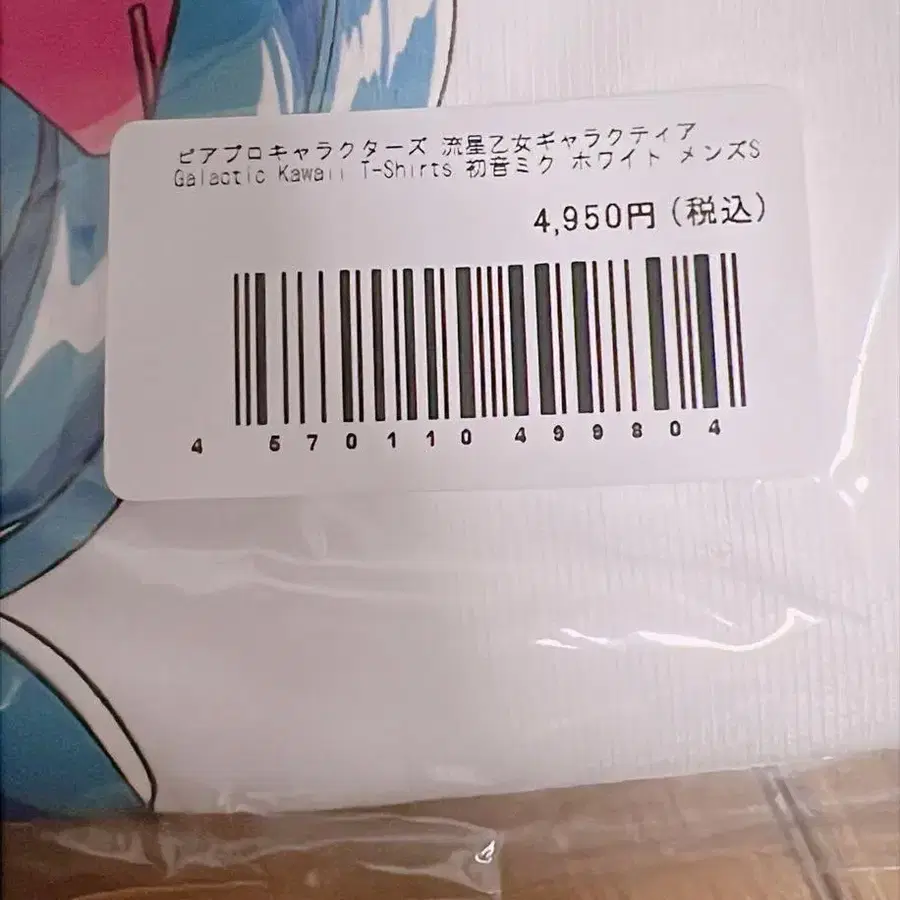 ピアプロキャラクターズ 流星乙女ギャラクティア
Galactic Kawaii T-Shirts 初音ミク ホワイト メンズS
4,950円(税込)
4 570110 499804